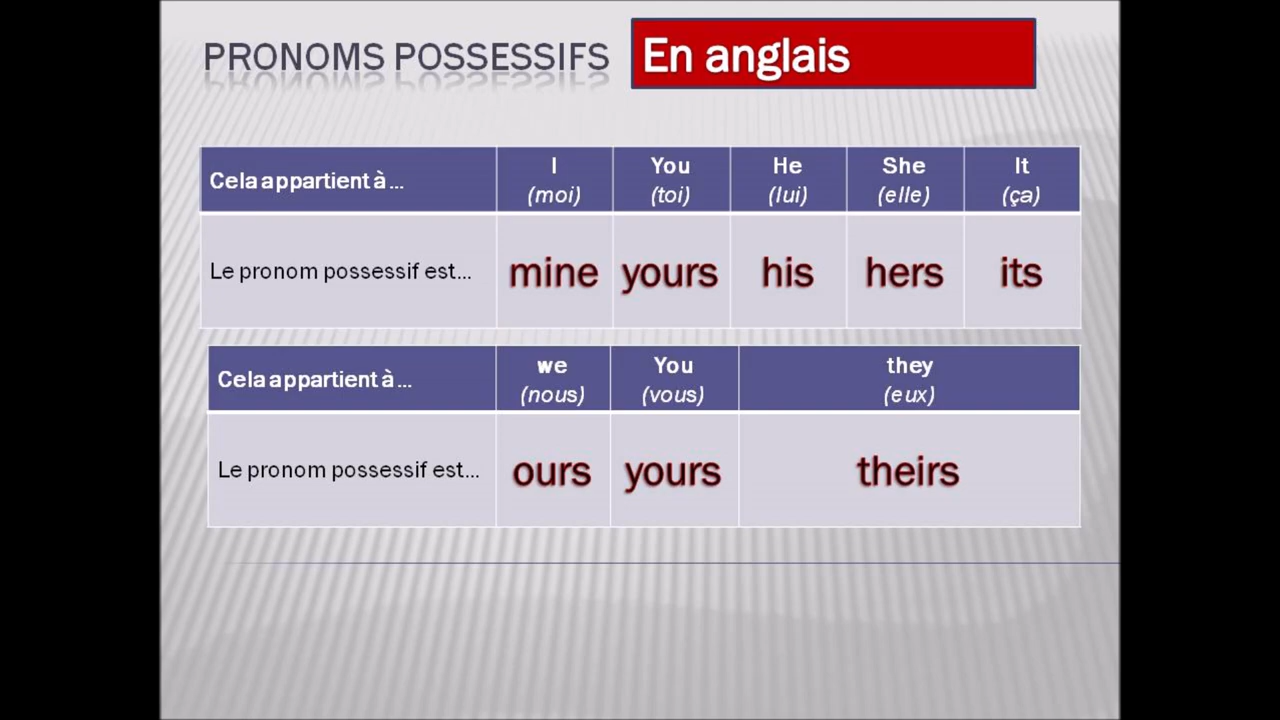 PRONOMS POSSESSIFS En anglais
Cela appartient à ... I You He She It
(moi) (toi) (lui) (elle) (ça)
Le pronom possessif est... mine yours his hers its
Cela appartient à ... we You they
(nous) (vous) (eux)
Le pronom possessif est... ours yours theirs